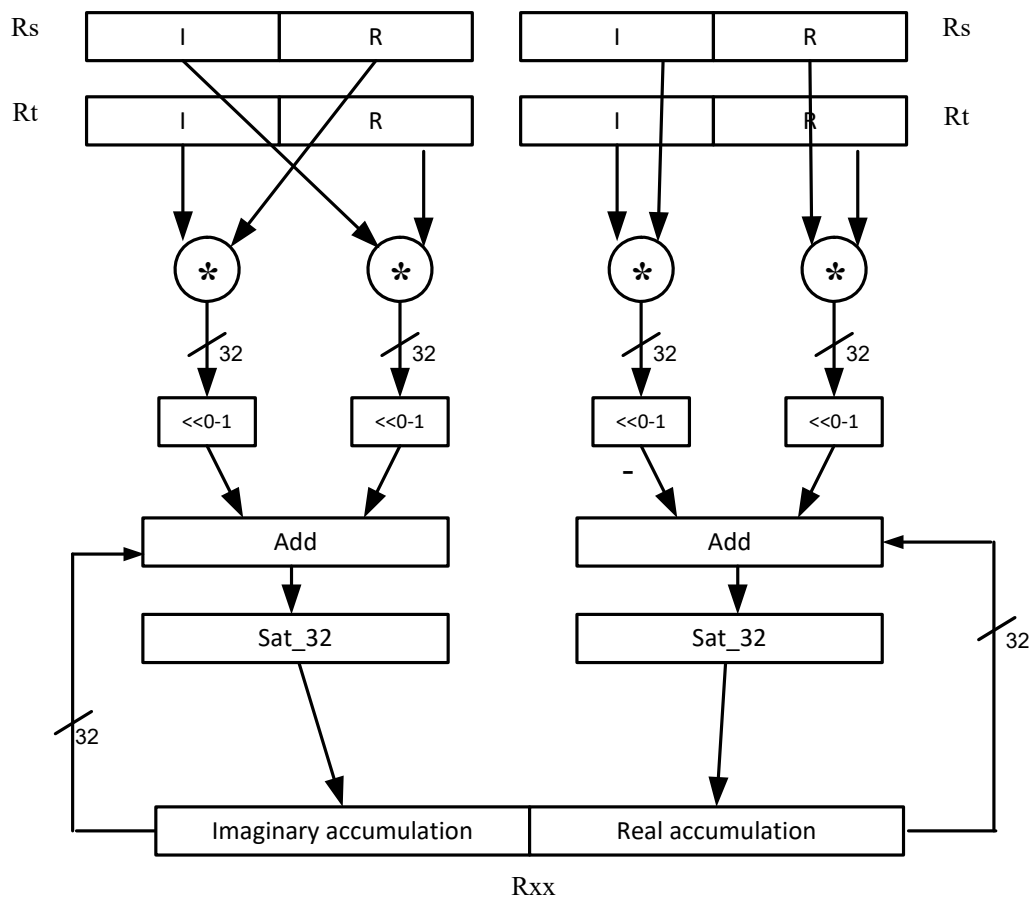 Rs I R I R Rs
Rt I R I R Rt
* * * *
32 32 32 32
<<0-1 <<0-1 <<0-1 <<0-1
-
Add Add
Sat_32 Sat_32
32
32
Imaginary accumulation Real accumulation
Rxx